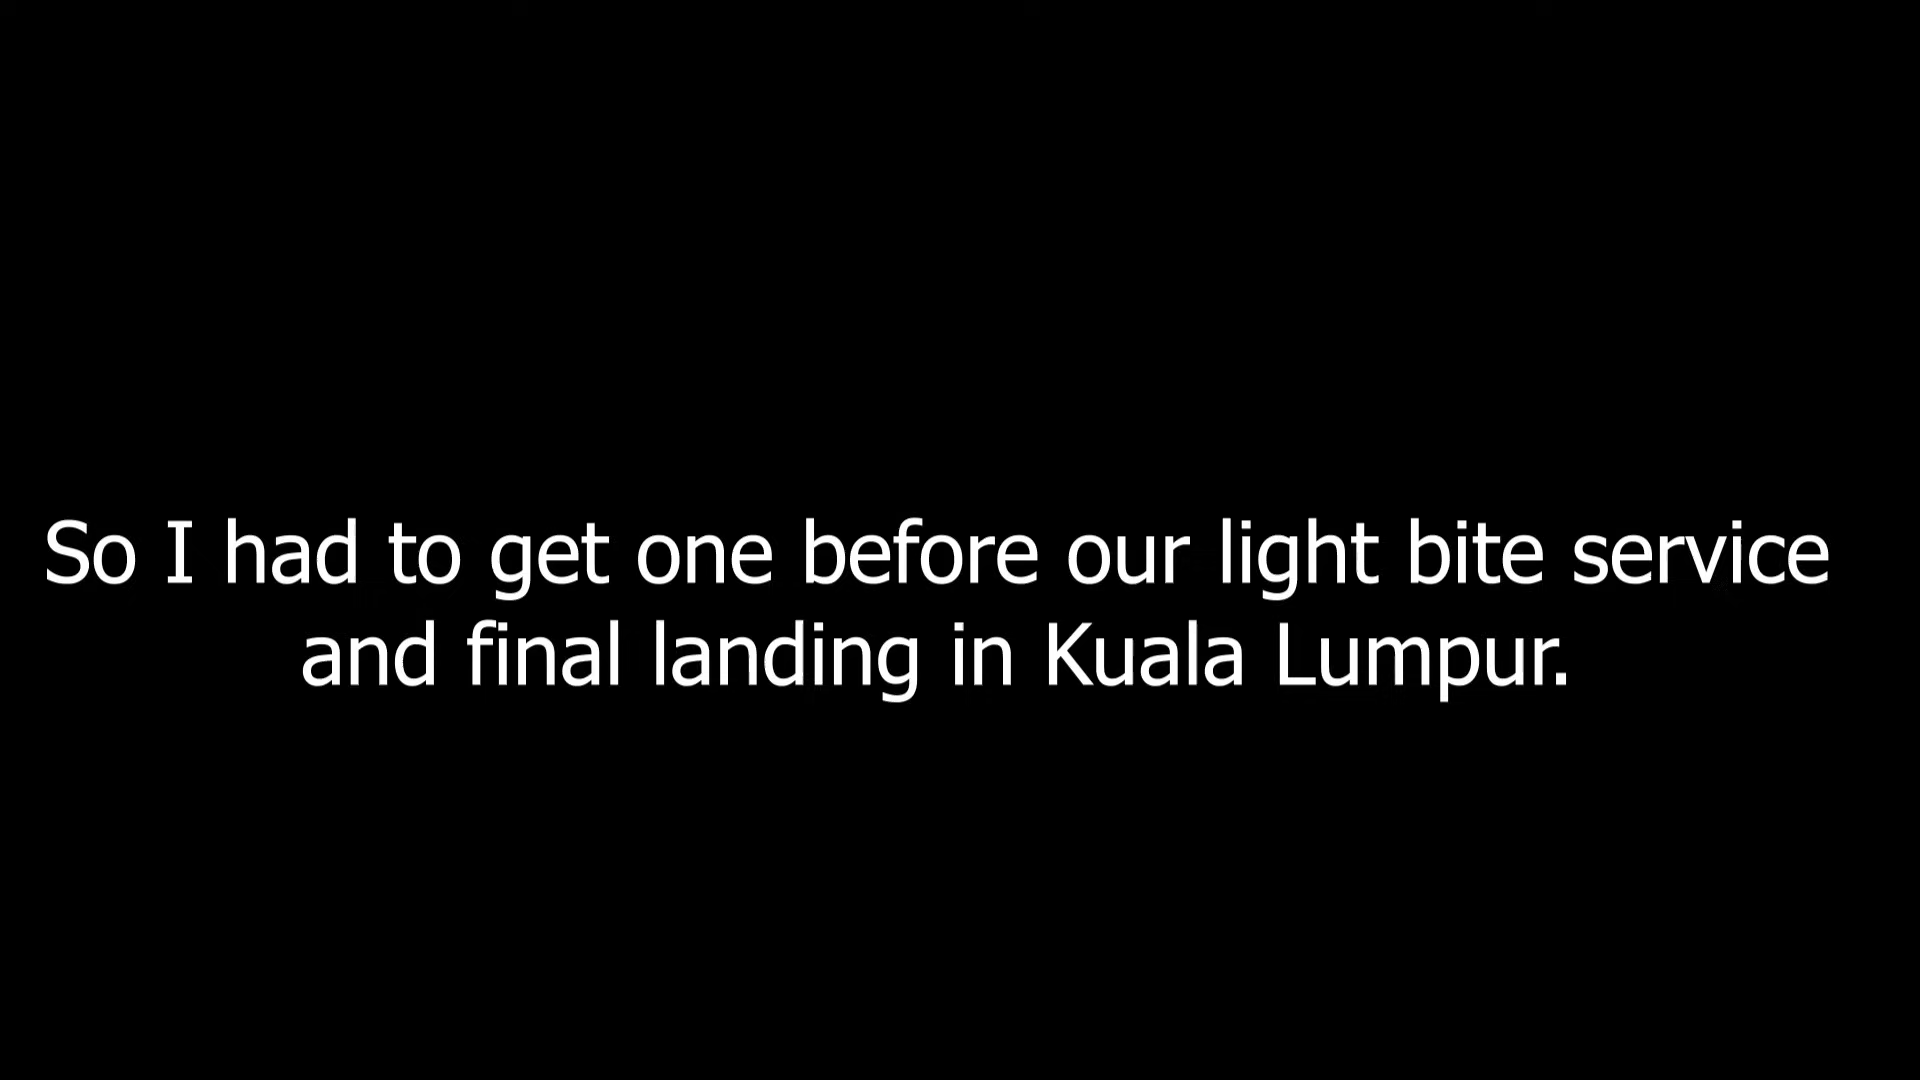 So I had to get one before our light bite service
and final landing in Kuala Lumpur.